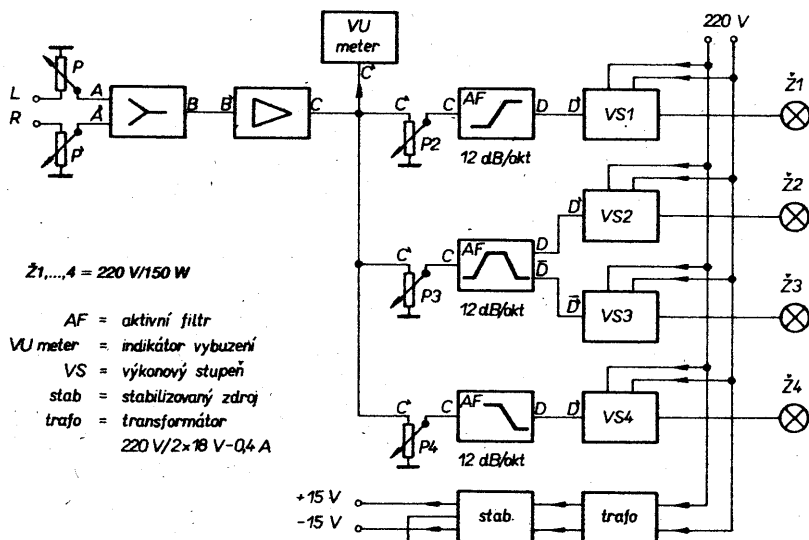 VU
meter
C'
220 V
P
L
A
A'
R
P'
B
B'
C
C'
P2
C
AF
12 dB/okt
D
D'
VS1
Ž1
C'
P3
C
AF
12 dB/okt
D
D̄
D'
VS2
Ž2
D̄'
VS3
Ž3
C'
P4
C
AF
12 dB/okt
D
D'
VS4
Ž4
Ž1,...,4 = 220 V/150 W
AF = aktivní filtr
VU meter = indikátor vybuzení
VS = výkonový stupeň
stab = stabilizovaný zdroj
trafo = transformátor
220 V/2×18 V-0,4 A
+15 V
-15 V
stab.
trafo